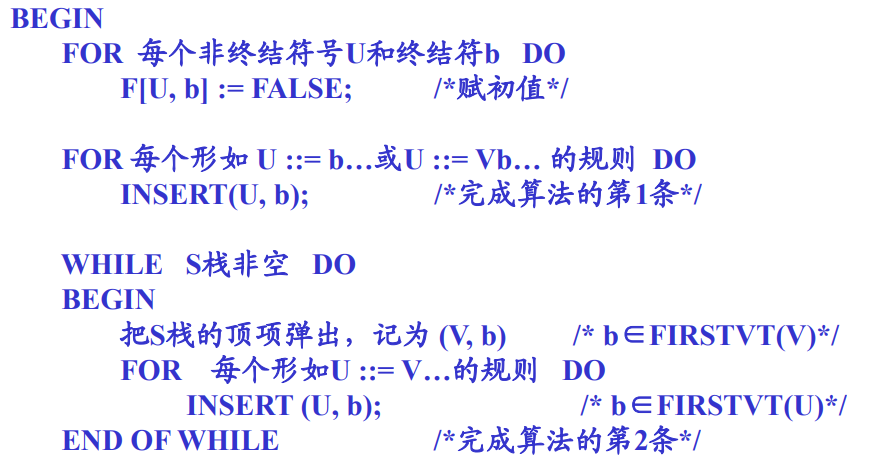 BEGIN
FOR 每个非终结符号U和终结符b DO
F[U, b] := FALSE; /*赋初值*/
FOR 每个形如 U ::= b…或U ::= Vb… 的规则 DO
INSERT(U, b); /*完成算法的第1条*/
WHILE S栈非空 DO
BEGIN
把S栈的顶项弹出，记为 (V, b) /* b∈FIRSTVT(V)*/
FOR 每个形如U ::= V…的规则 DO
INSERT (U, b); /* b∈FIRSTVT(U)*/
END OF WHILE /*完成算法的第2条*/